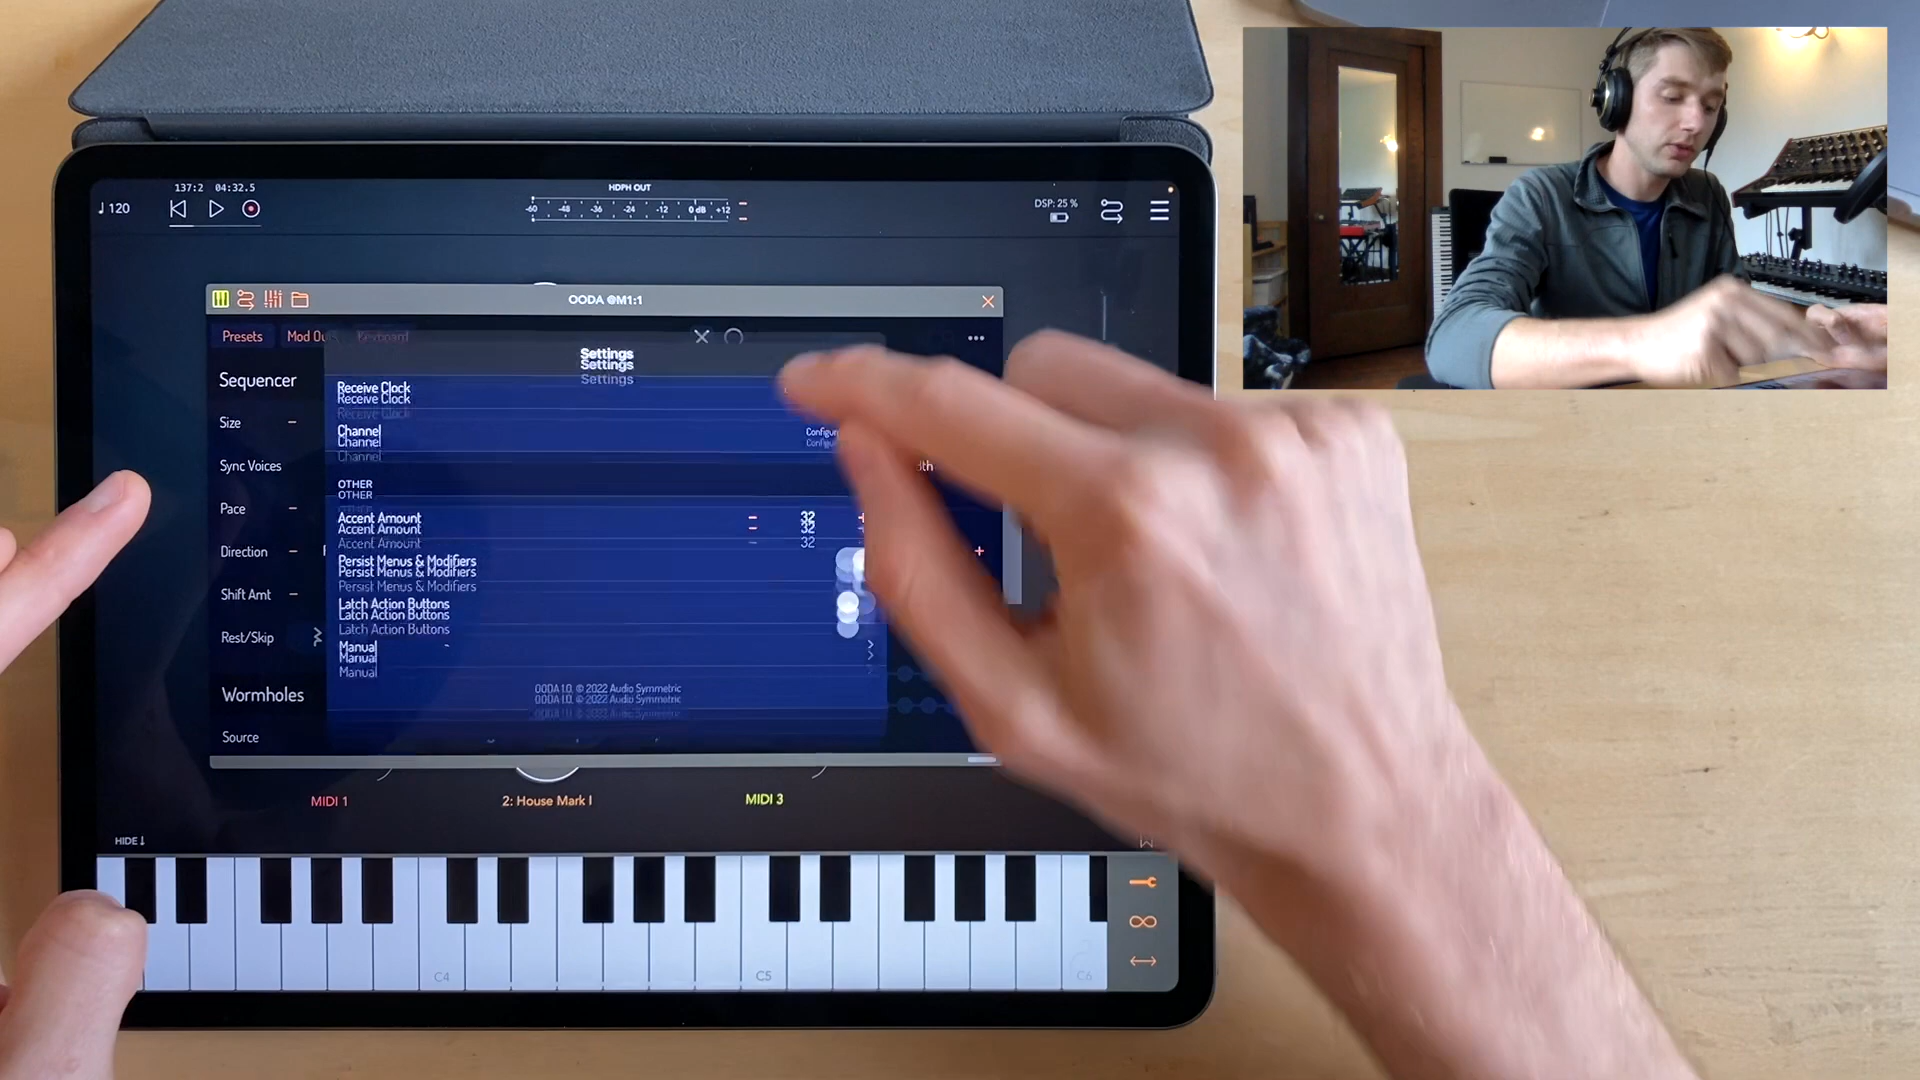 HDPH OUT
137:2 04:32.5
120
-60 -48 -36 -24 -12 0 dB +12
DSP: 25 %
OODA @M1:1
Presets Mod Keyboard
Settings
Sequencer
Receive Clock
Size
Channel
Sync Voices
OTHER
Pace
Accent Amount - 32 +
Direction
Persist Menus & Modifiers
Shift Amt
Latch Action Buttons
Rest/Skip
Manual
OODA 1.0. © 2022 Audio Symmetric
Wormholes
Source
MIDI 1 2: House Mark I MIDI 3
HIDE
C4 C5 C6